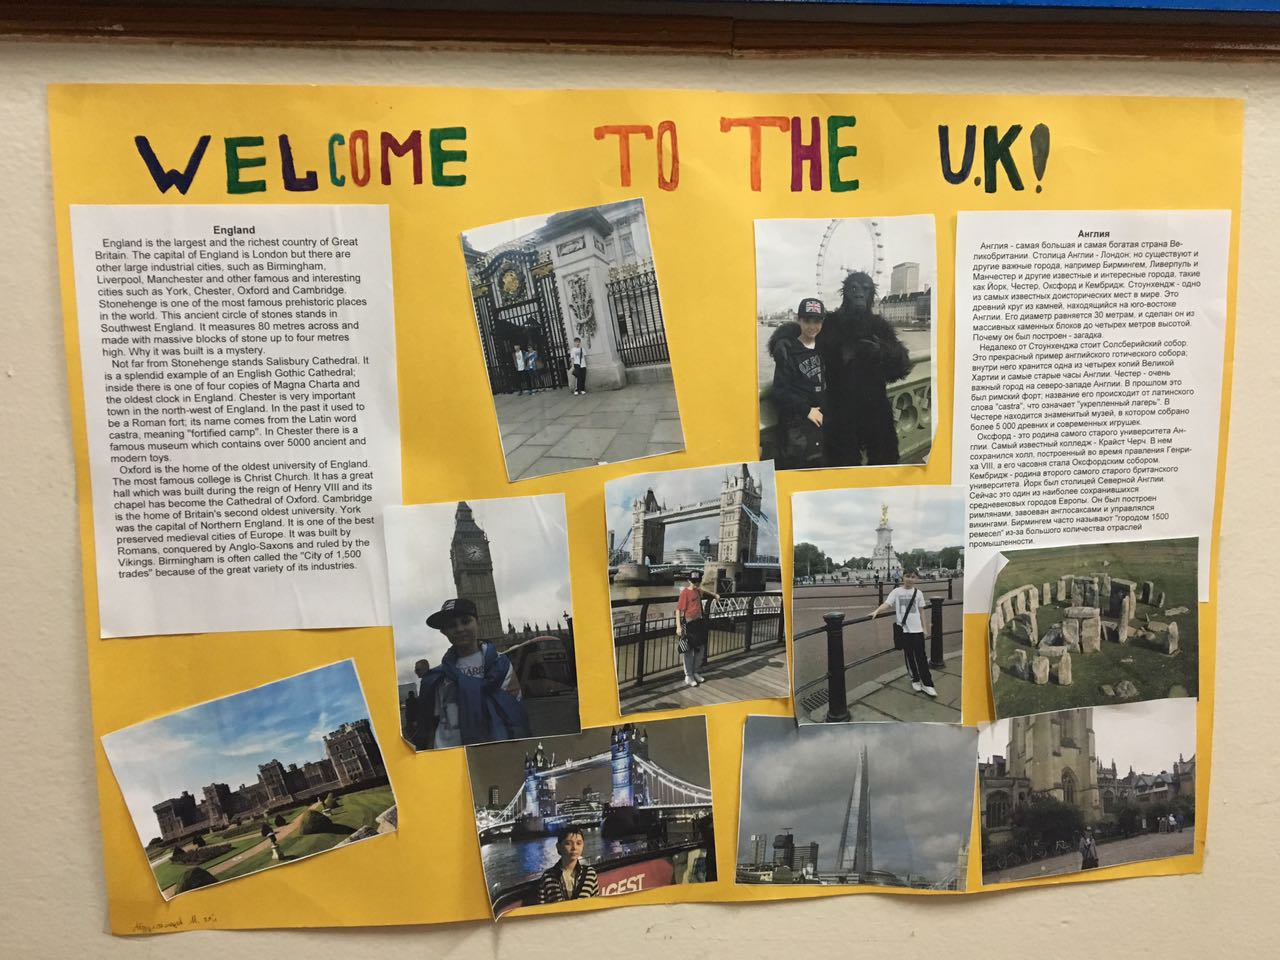 WELCOME TO THE U.K!
England
England is the largest and the richest country of Great
Britain. The capital of England is London but there are
other large industrial cities, such as Birmingham,
Liverpool, Manchester and other famous and interesting
cities such as York, Chester, Oxford and Cambridge.
Stonehenge is one of the most famous prehistoric places
in the world. This ancient circle of stones stands in
Southwest England. It measures 80 metres across and
made with massive blocks of stone up to four metres
high. Why it was built is a mystery.
Not far from Stonehenge stands Salisbury Cathedral. It
is a splendid example of an English Gothic Cathedral;
inside there is one of four copies of Magna Charta and
the oldest clock in England. Chester is very important
town in the north-west of England. In the past it used to
be a Roman fort; its name comes from the Latin word
castra, meaning "fortified camp". In Chester there is a
famous museum which contains over 5000 ancient and
modern toys.
Oxford is the home of the oldest university of England.
The most famous college is Christ Church. It has a great
hall which was built during the reign of Henry VIII and its
chapel has become the Cathedral of Oxford. Cambridge
is the home of Britain's second oldest university. York
was the capital of Northern England. It is one of the best
preserved medieval cities of Europe. It was built by
Romans, conquered by Anglo-Saxons and ruled by the
Vikings. Birmingham is often called the "City of 1,500
trades" because of the great variety of its industries.
Англия
Англия - самая большая и самая богатая страна Ве-
ликобритании. Столица Англии - Лондон; но существуют и
другие важные города, например Бирмингем, Ливерпуль и
Манчестер и другие известные и интересные города, такие
как Йорк, Честер, Оксфорд и Кембридж. Стоунхендж - одно
из самых известных доисторических мест в мире. Это
древний круг из камней, находящийся на юго-востоке
Англии. Его диаметр равняется 30 метрам, и сделан он из
массивных каменных блоков до четырех метров высотой.
Почему он был построен - загадка.
Недалеко от Стоунхенджа стоит Солсберийский собор.
Это прекрасный пример английского готического собора;
внутри него хранится одна из четырех копий Великой
Хартии и самые старые часы Англии. Честер - очень
важный город на северо-западе Англии. В прошлом это
был римский форт; название его происходит от латинского
слова "castra", что означает "укрепленный лагерь". В
Честере находится знаменитый музей, в котором собрано
более 5 000 древних и современных игрушек.
Оксфорд - это родина самого старого университета Ан-
глии. Самый известный колледж - Крайст Черч. В нем
сохранился холл, построенный во время правления Генри-
ха VIII, а его часовня стала Оксфордским собором.
Кембридж - родина второго самого старого британского
университета. Йорк был столицей Северной Англии.
Сейчас это один из наиболее сохранившихся
средневековых городов Европы. Он был построен
римлянами, завоеван англосаксами и управлялся
викингами. Бирмингем часто называют "городом 1500
ремесел" из-за большого количества отраслей
промышленности.